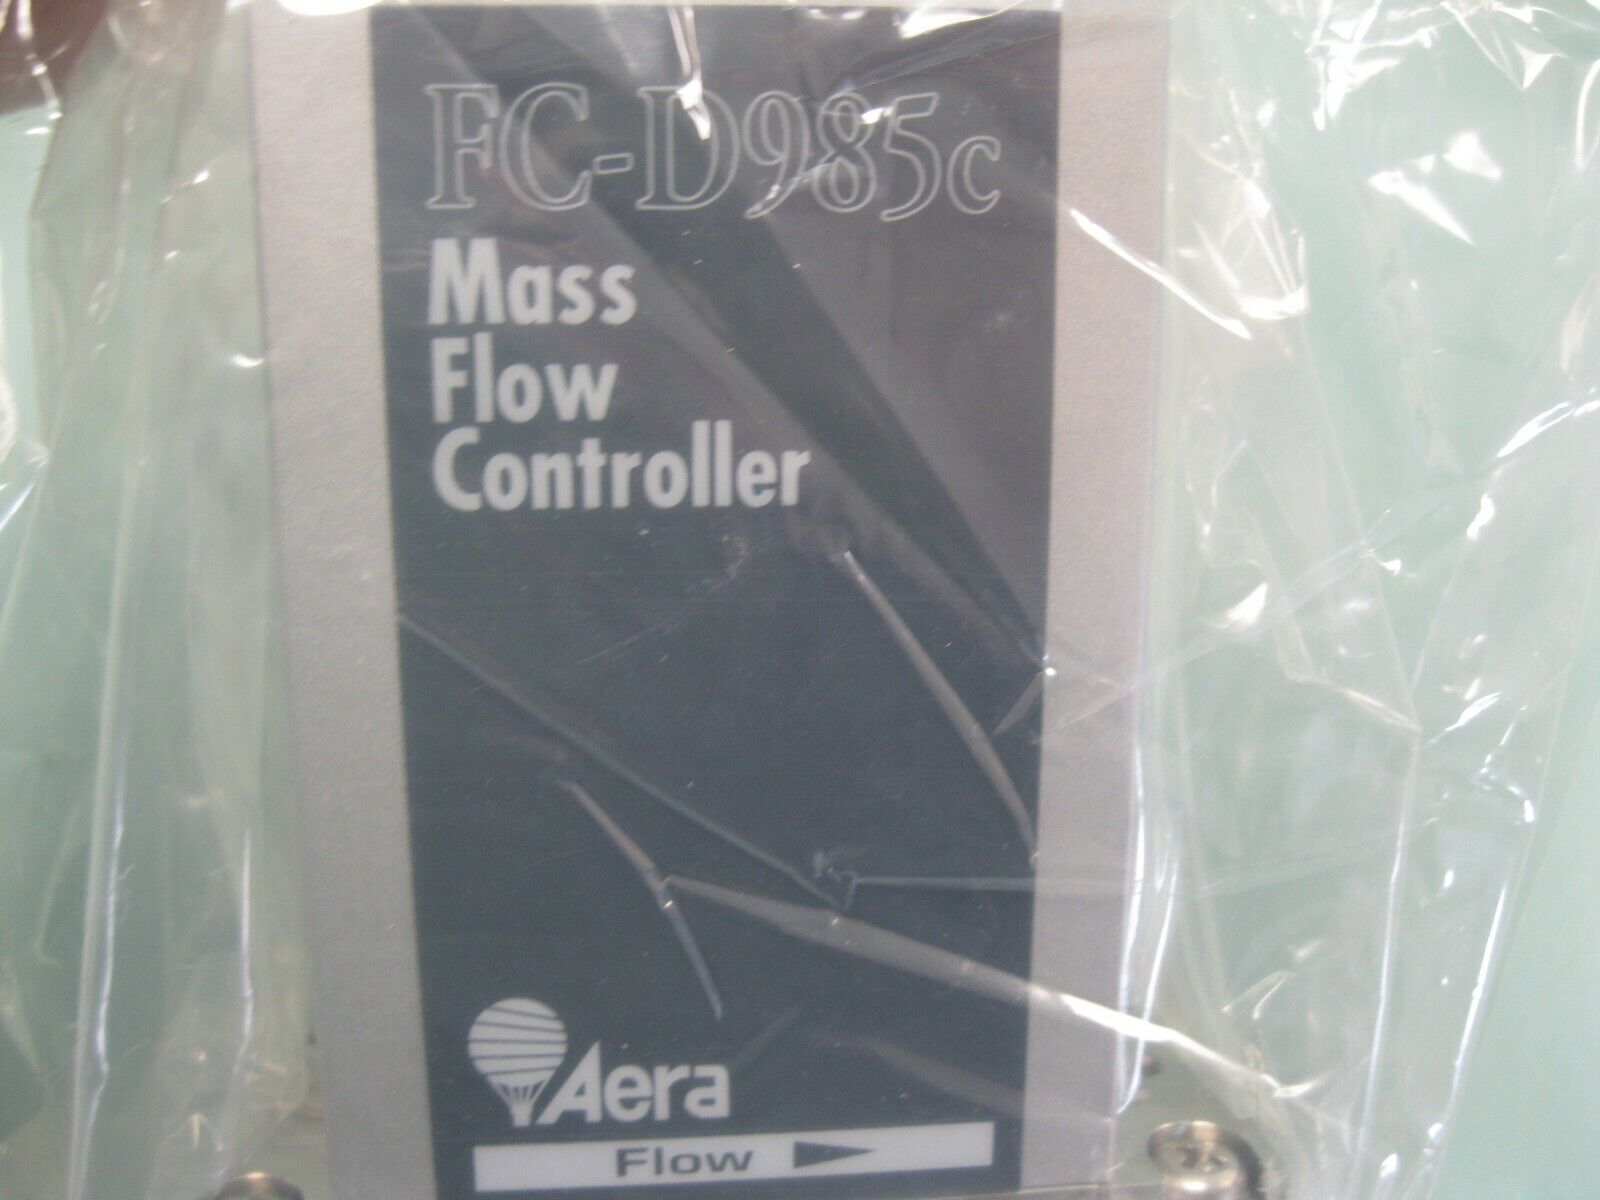 FC-D985c
Mass
Flow
Controller
Aera
Flow